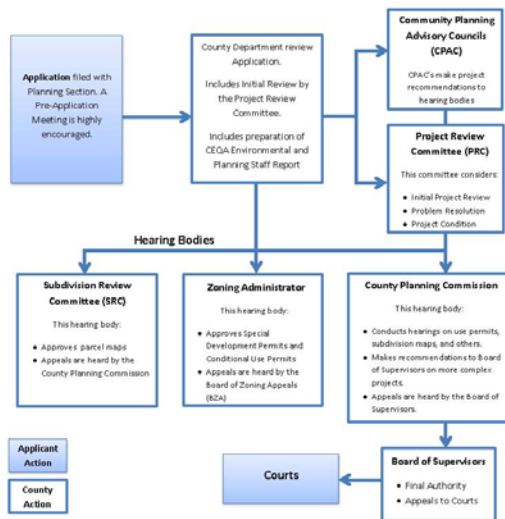 Application filed with
Planning Section. A
Pre-Application
Meeting is highly
encouraged.
County Department review
Application.
Includes Initial Review by
the Project Review
Committee.
Includes preparation of
CEQA Environmental and
Planning Staff Report
Community Planning
Advisory Councils
(CPAC)
CPAC's make project
recommendations to
hearing bodies
Project Review
Committee (PRC)
This committee considers:
• Initial Project Review
• Problem Resolution
• Project Condition
Hearing Bodies
Subdivision Review
Committee (SRC)
This hearing body:
• Approves parcel maps
• Appeals are heard by the
County Planning Commission
Zoning Administrator
This hearing body:
• Approves Special
Development Permits and
Conditional Use Permits
• Appeals are heard by the
Board of Zoning Appeals
(BZA)
County Planning Commission
This hearing body:
• Conducts hearings on use permits,
subdivision maps, and others.
• Makes recommendations to Board
of Supervisors on more complex
projects.
• Appeals are heard by the Board of
Supervisors.
Applicant
Action
County
Action
Courts
Board of Supervisors
• Final Authority
• Appeals to Courts